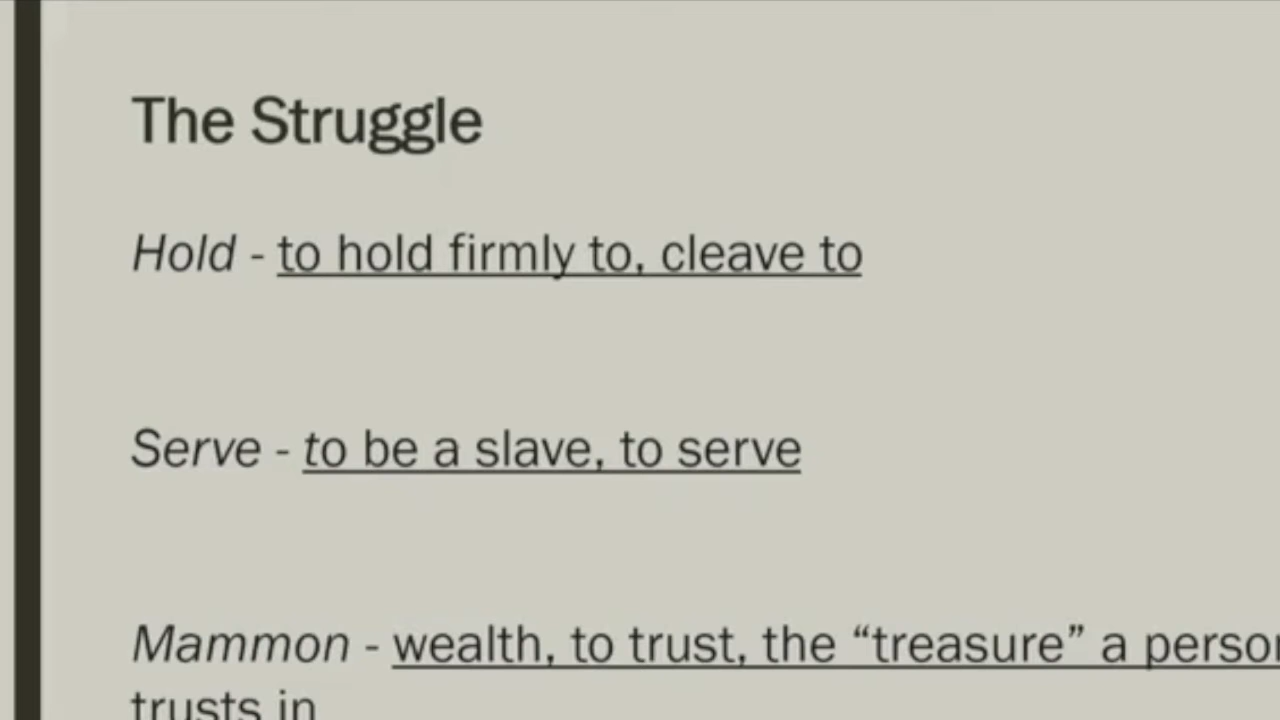 The Struggle
Hold - to hold firmly to, cleave to
Serve - to be a slave, to serve
Mammon - wealth, to trust, the “treasure” a person
trusts in